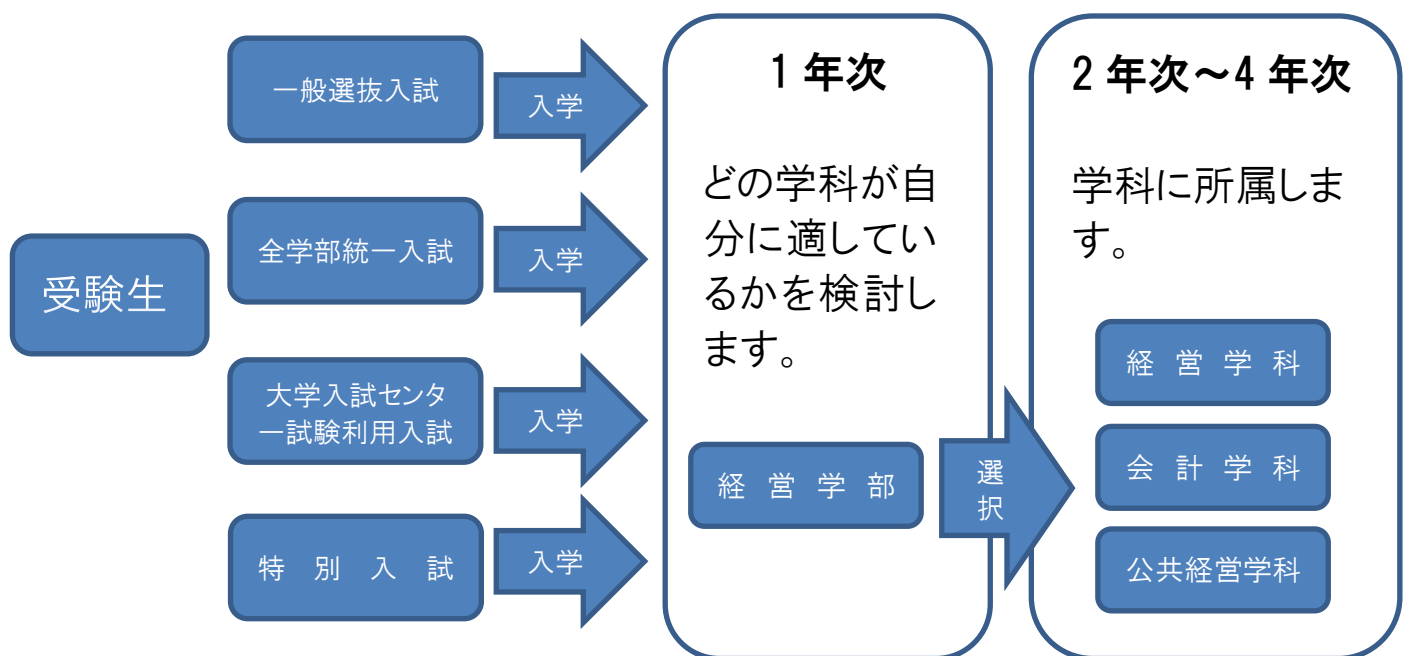 受験生
一般選抜入試
入学
全学部統一入試
入学
大学入試センタ
ー試験利用入試
入学
特別入試
入学
1年次
どの学科が自
分に適してい
るかを検討し
ます。
経営学部
選
択
2年次～4年次
学科に所属しま
す。
経営学科
会計学科
公共経営学科